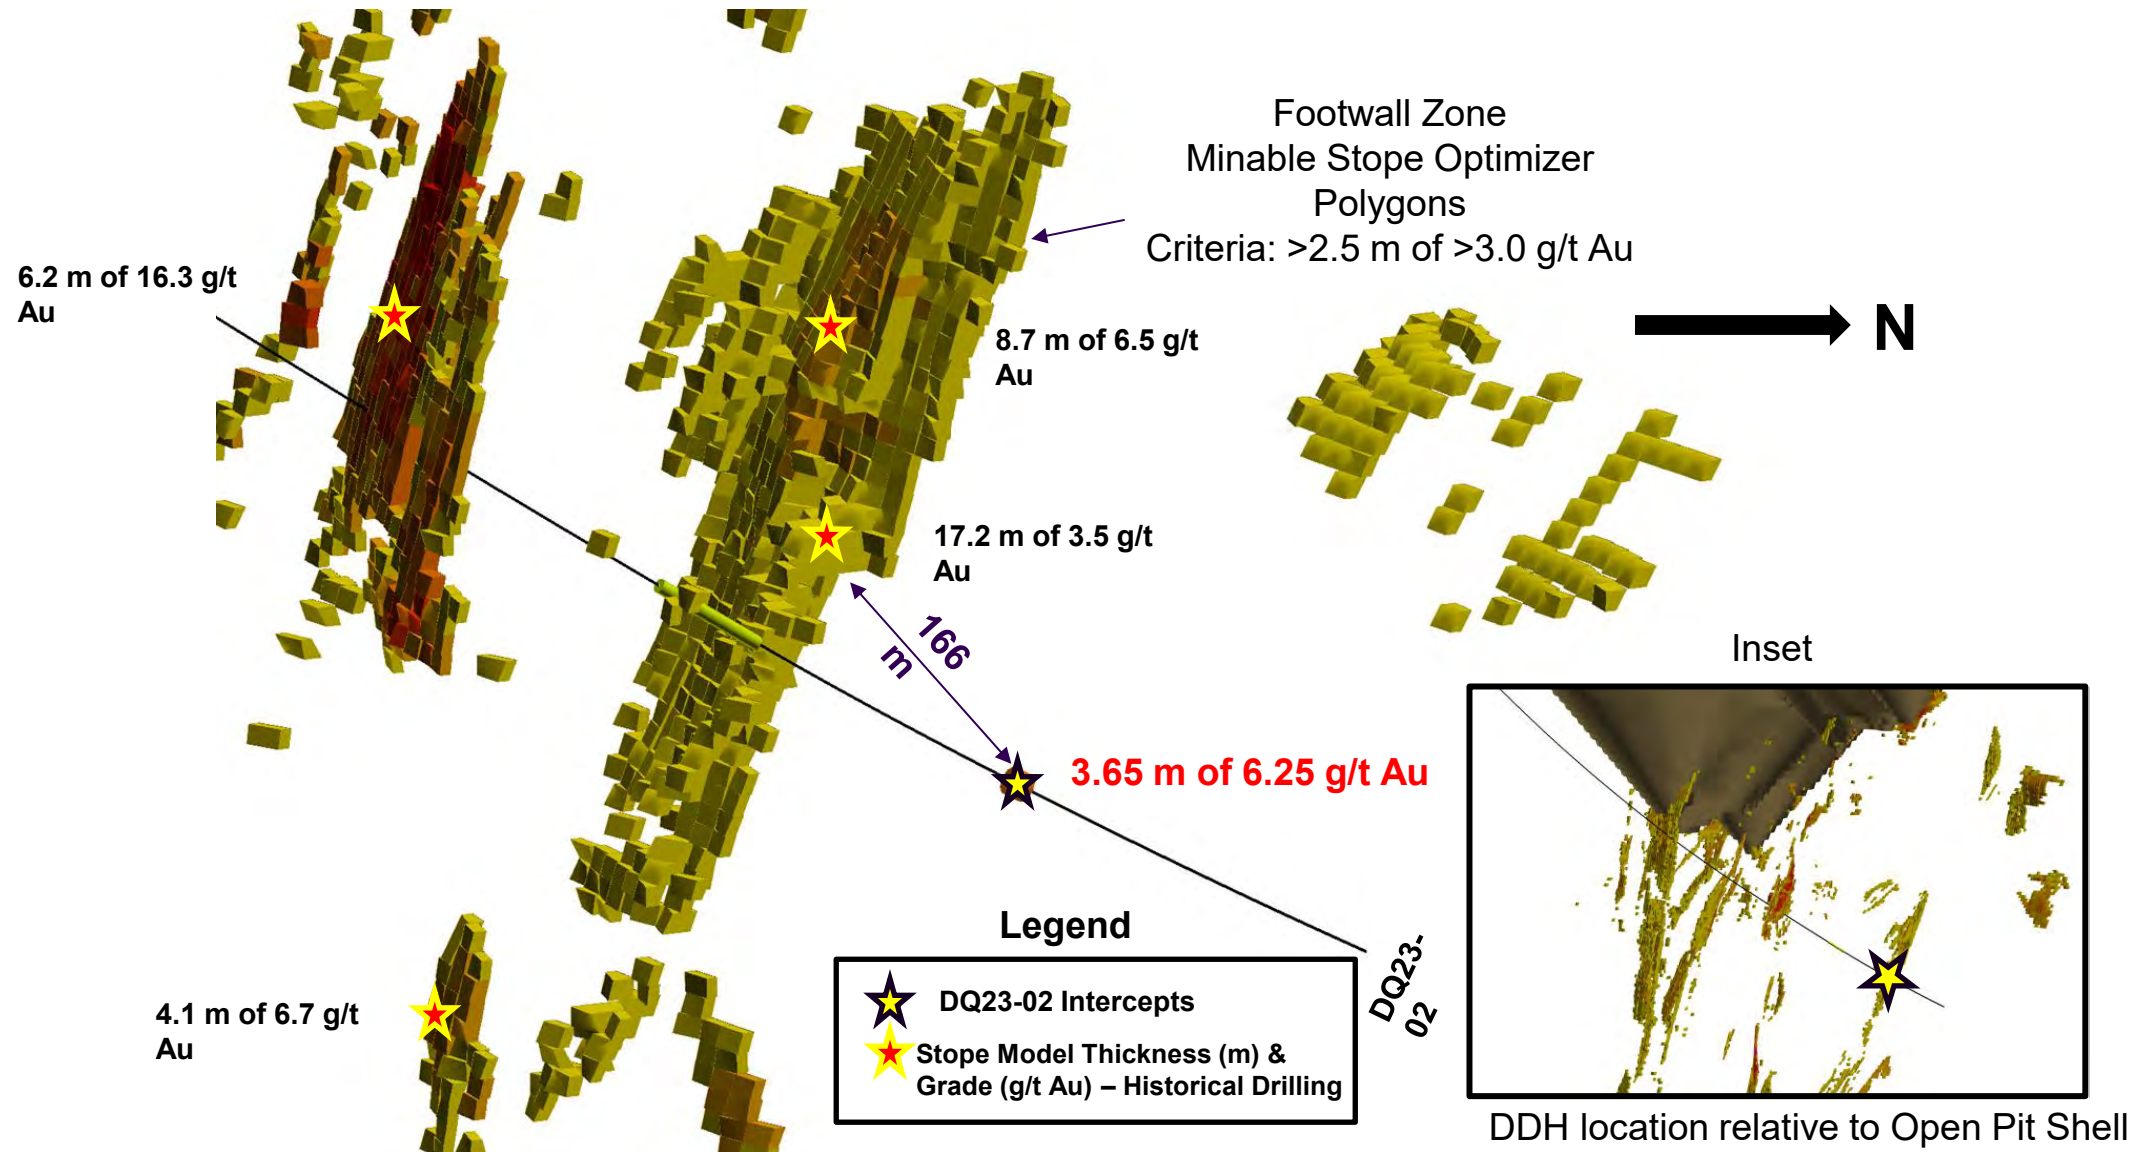 Footwall Zone
Minable Stope Optimizer
Polygons
Criteria: >2.5 m of >3.0 g/t Au
6.2 m of 16.3 g/t
Au
N
8.7 m of 6.5 g/t
Au
17.2 m of 3.5 g/t
Au
166
m
Inset
3.65 m of 6.25 g/t Au
Legend
DQ23-
02
DQ23-02 Intercepts
4.1 m of 6.7 g/t
Au
Stope Model Thickness (m) &
Grade (g/t Au) – Historical Drilling
DDH location relative to Open Pit Shell